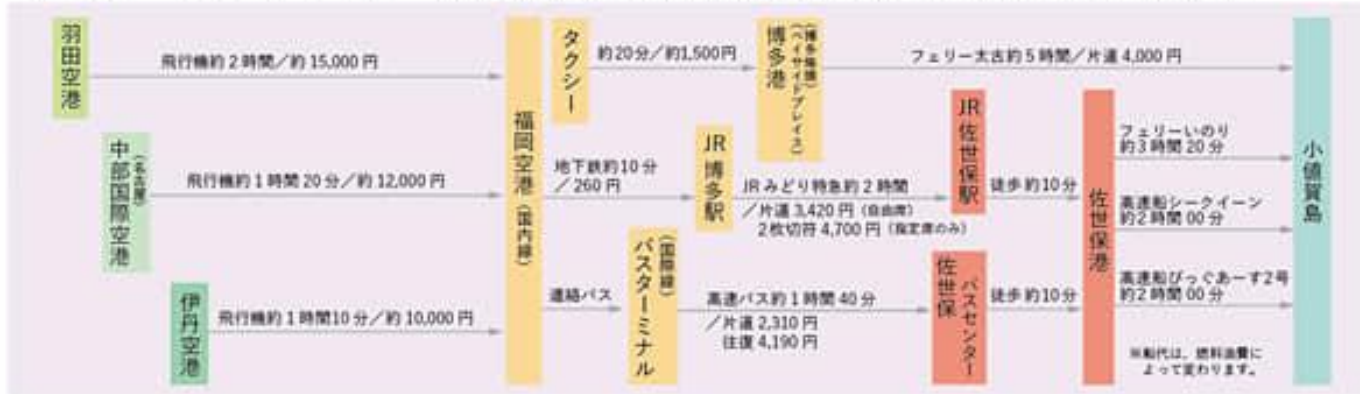 羽田空港
飛行機約2時間/約15,000円
中部国際空港
(名古屋)
飛行機約1時間20分/約12,000円
伊丹空港
飛行機約1時間10分/約10,000円
福岡空港(国内線)
タクシー
約20分/約1,500円
博多港
(博多埠頭)
(ベイサイドプレイス)
フェリー太古約5時間/片道4,000円
地下鉄約10分
/260円
JR博多駅
JRみどり特急約2時間
/片道3,420円(自由席)
2枚切符4,700円(指定席のみ)
JR佐世保駅
徒歩約10分
連絡バス
(国際線)
バスターミナル
高速バス約1時間40分
/片道2,310円
往復4,190円
佐世保
バスセンター
徒歩約10分
佐世保港
フェリーいのり
約3時間20分
高速船シークイーン
約2時間00分
高速船びっぐあーす2号
約2時間00分
※船代は、燃料油費に
よって変わります。
小値賀島